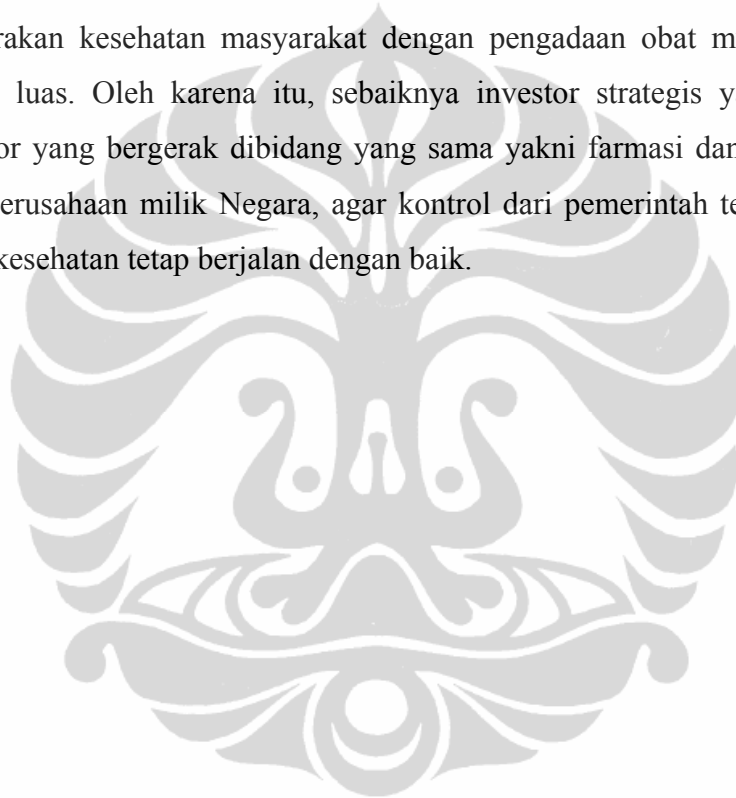 rakan kesehatan masyarakat dengan pengadaan obat m
luas. Oleh karena itu, sebaiknya investor strategis y
or yang bergerak dibidang yang sama yakni farmasi dan
erusahaan milik Negara, agar kontrol dari pemerintah te
kesehatan tetap berjalan dengan baik.